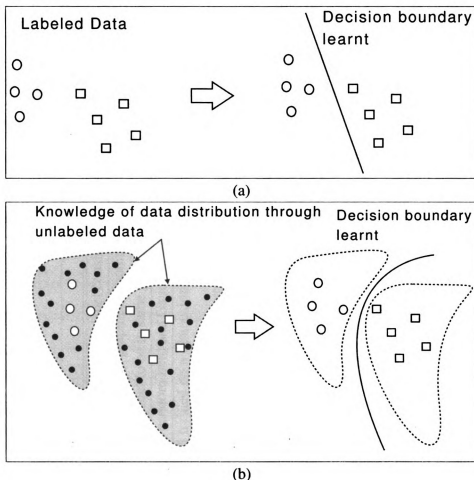 Labeled Data
Decision boundary
learnt
(a)
Knowledge of data distribution through
unlabeled data
Decision boundary
learnt
(b)